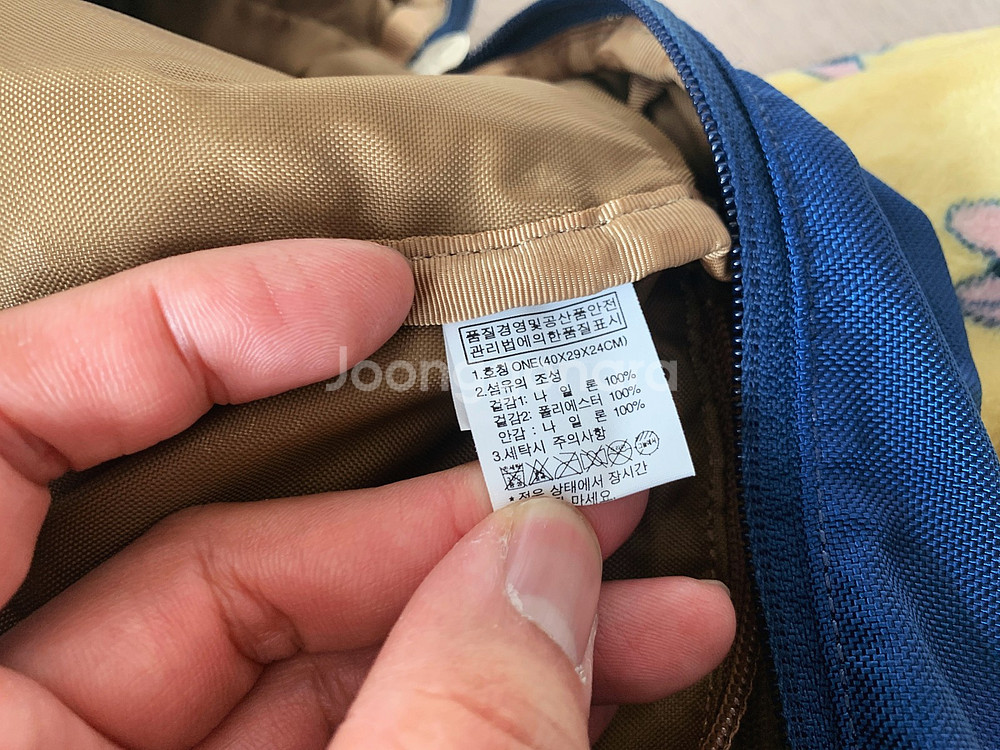 품질경영및공산품안전
관리법에의한품질표시
1.호칭 ONE(40X29X24CM)
2.섬유의 조성
겉감1: 나 일 론 100%
겉감2: 폴리에스터 100%
안감 : 나 일 론 100%
3.세탁시 주의사항
* 젖은 상태에서 장시간
마세요.
Joong
ra